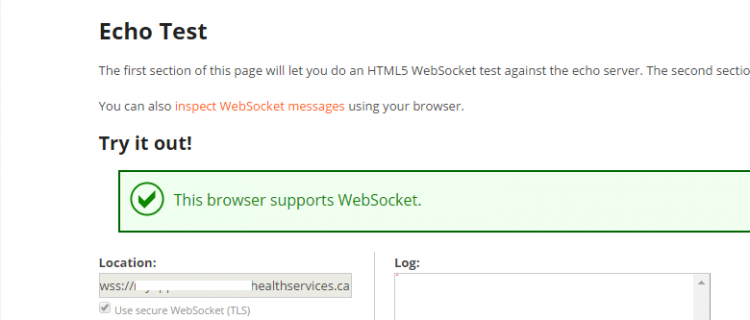 Echo Test
The first section of this page will let you do an HTML5 WebSocket test against the echo server. The second sectio
You can also inspect WebSocket messages using your browser.
Try it out!
This browser supports WebSocket.
Location: Log:
wss:// healthservices.ca
Use secure WebSocket (TLS)